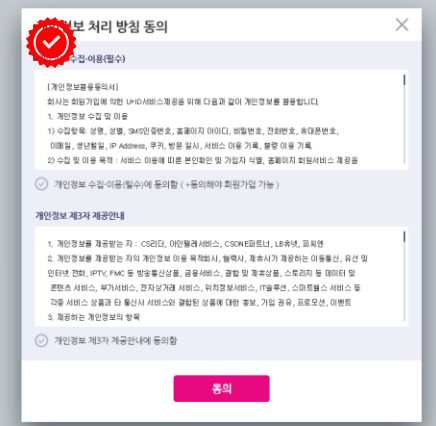 정보 처리 방침 동의
수집·이용(필수)
[개인정보활용동의서]
회사는 회원가입에 의한 U+ID서비스제공을 위해 다음과 같이 개인정보를 활용합니다.
1. 개인정보 수집 및 이용
1) 수집항목: 성명, 성별, SMS인증번호, 홈페이지 아이디, 비밀번호, 전화번호, 휴대폰번호,
이메일, 생년월일, IP Address, 쿠키, 방문 일시, 서비스 이용 기록, 불량 이용 기록
2) 수집 및 이용 목적 : 서비스 이용에 따른 본인확인 및 가입자 식별, 홈페이지 회원서비스 제공을
개인정보 수집·이용(필수)에 동의함 ( *동의해야 회원가입 가능 )
개인정보 제3자 제공안내
1. 개인정보를 제공받는 자 : CS리더, 아인텔레서비스, CSONE파트너, LB휴넷, 피씨엔
2. 개인정보를 제공받는 자의 개인정보 이용 목적회사, 협력사, 제휴사가 제공하는 이동통신, 유선 및
인터넷 전화, IPTV, FMC 등 방송통신상품, 금융서비스, 결합 및 제휴상품, 스토리지 등 데이터 및
콘텐츠 서비스, 부가서비스, 전자상거래 서비스, 위치정보서비스, IT솔루션, 스마트헬스 서비스 등
각종 서비스 상품과 타 통신사 서비스와 결합된 상품에 대한 홍보, 가입 권유, 프로모션, 이벤트
3. 제공하는 개인정보의 항목
개인정보 제3자 제공안내에 동의함
동의